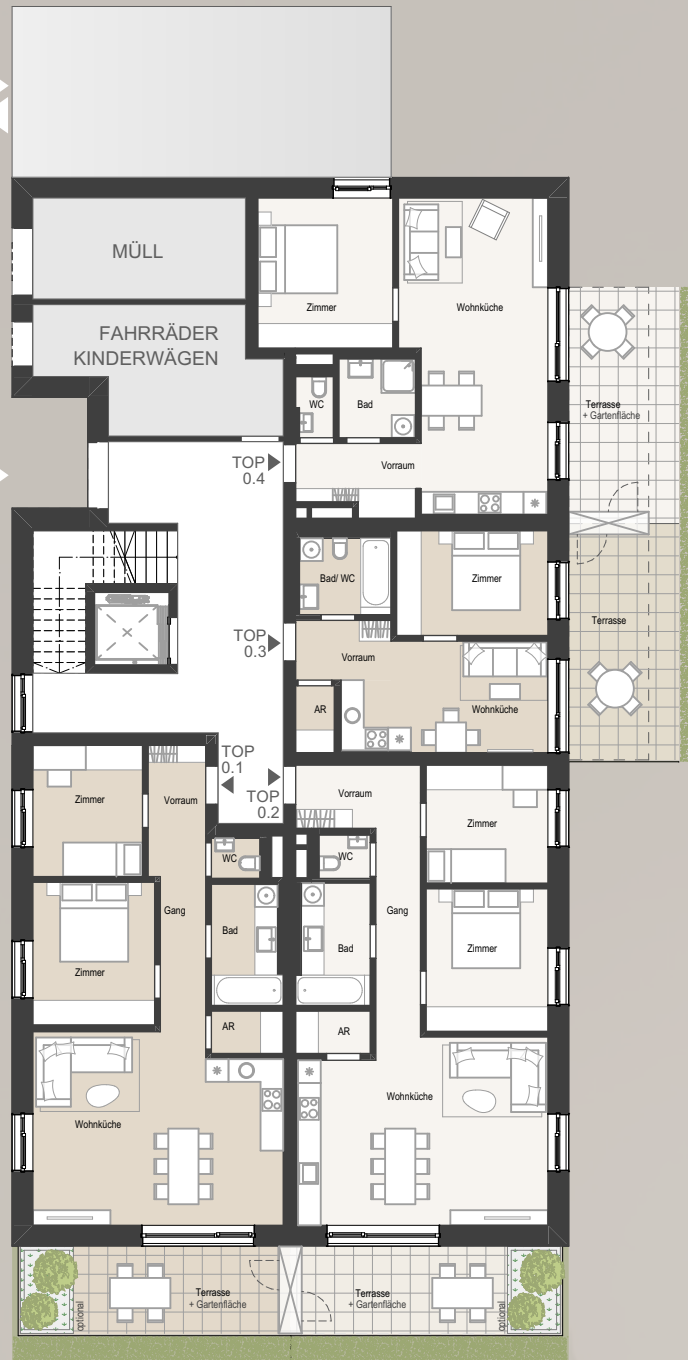 MÜLL
Zimmer
Wohnküche
FAHRRÄDER
KINDERWÄGEN
WC
Bad
Terrasse
+ Gartenfläche
TOP
0.4
Vorraum
Bad/ WC
Zimmer
Terrasse
TOP
0.3
Vorraum
AR
Wohnküche
TOP
0.1
TOP
0.2
Zimmer
Vorraum
Vorraum
Zimmer
WC
WC
Gang
Gang
Bad
Bad
Zimmer
Zimmer
AR
AR
Wohnküche
Wohnküche
Terrasse
+ Gartenfläche
Terrasse
+ Gartenfläche
optional
optional